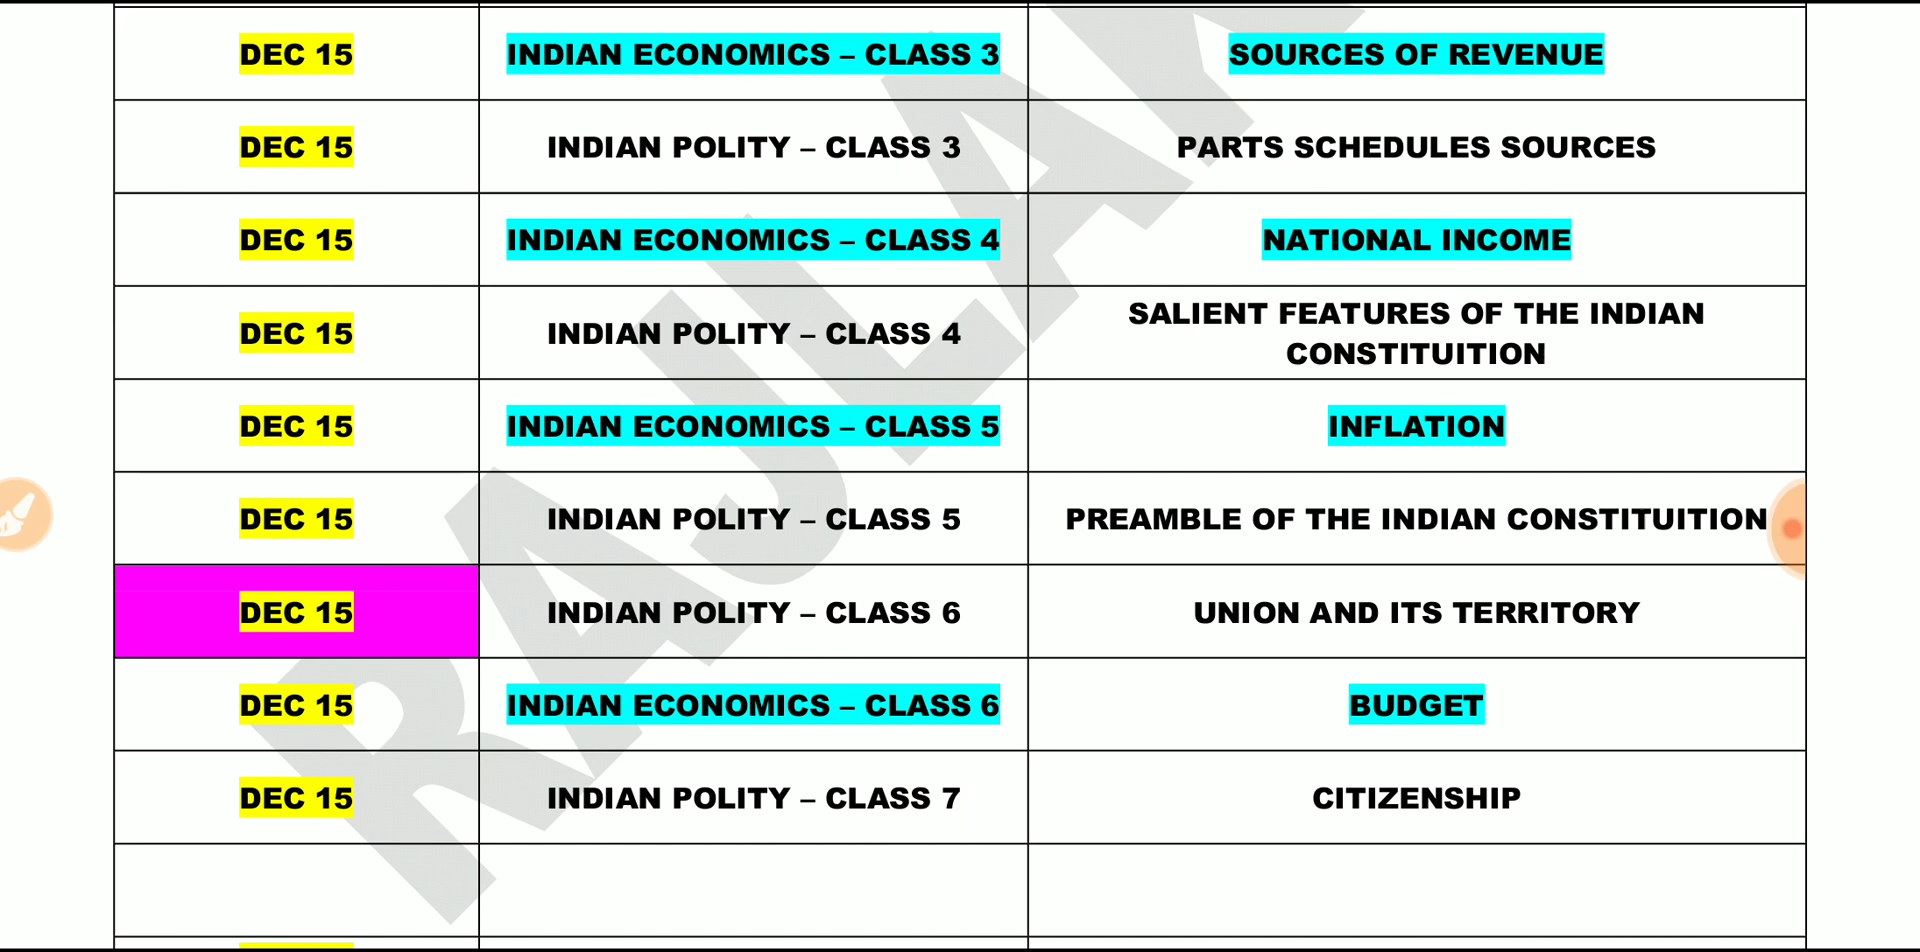 DEC 15 INDIAN ECONOMICS – CLASS 3 SOURCES OF REVENUE
DEC 15 INDIAN POLITY – CLASS 3 PARTS SCHEDULES SOURCES
DEC 15 INDIAN ECONOMICS – CLASS 4 NATIONAL INCOME
DEC 15 INDIAN POLITY – CLASS 4 SALIENT FEATURES OF THE INDIAN
CONSTITUITION
DEC 15 INDIAN ECONOMICS – CLASS 5 INFLATION
DEC 15 INDIAN POLITY – CLASS 5 PREAMBLE OF THE INDIAN CONSTITUITION
DEC 15 INDIAN POLITY – CLASS 6 UNION AND ITS TERRITORY
DEC 15 INDIAN ECONOMICS – CLASS 6 BUDGET
DEC 15 INDIAN POLITY – CLASS 7 CITIZENSHIP